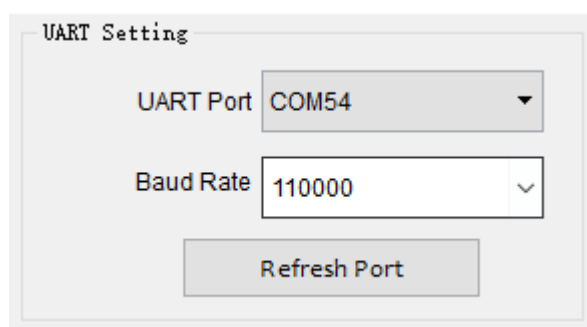 UART Setting
UART Port COM54
Baud Rate 110000
Refresh Port